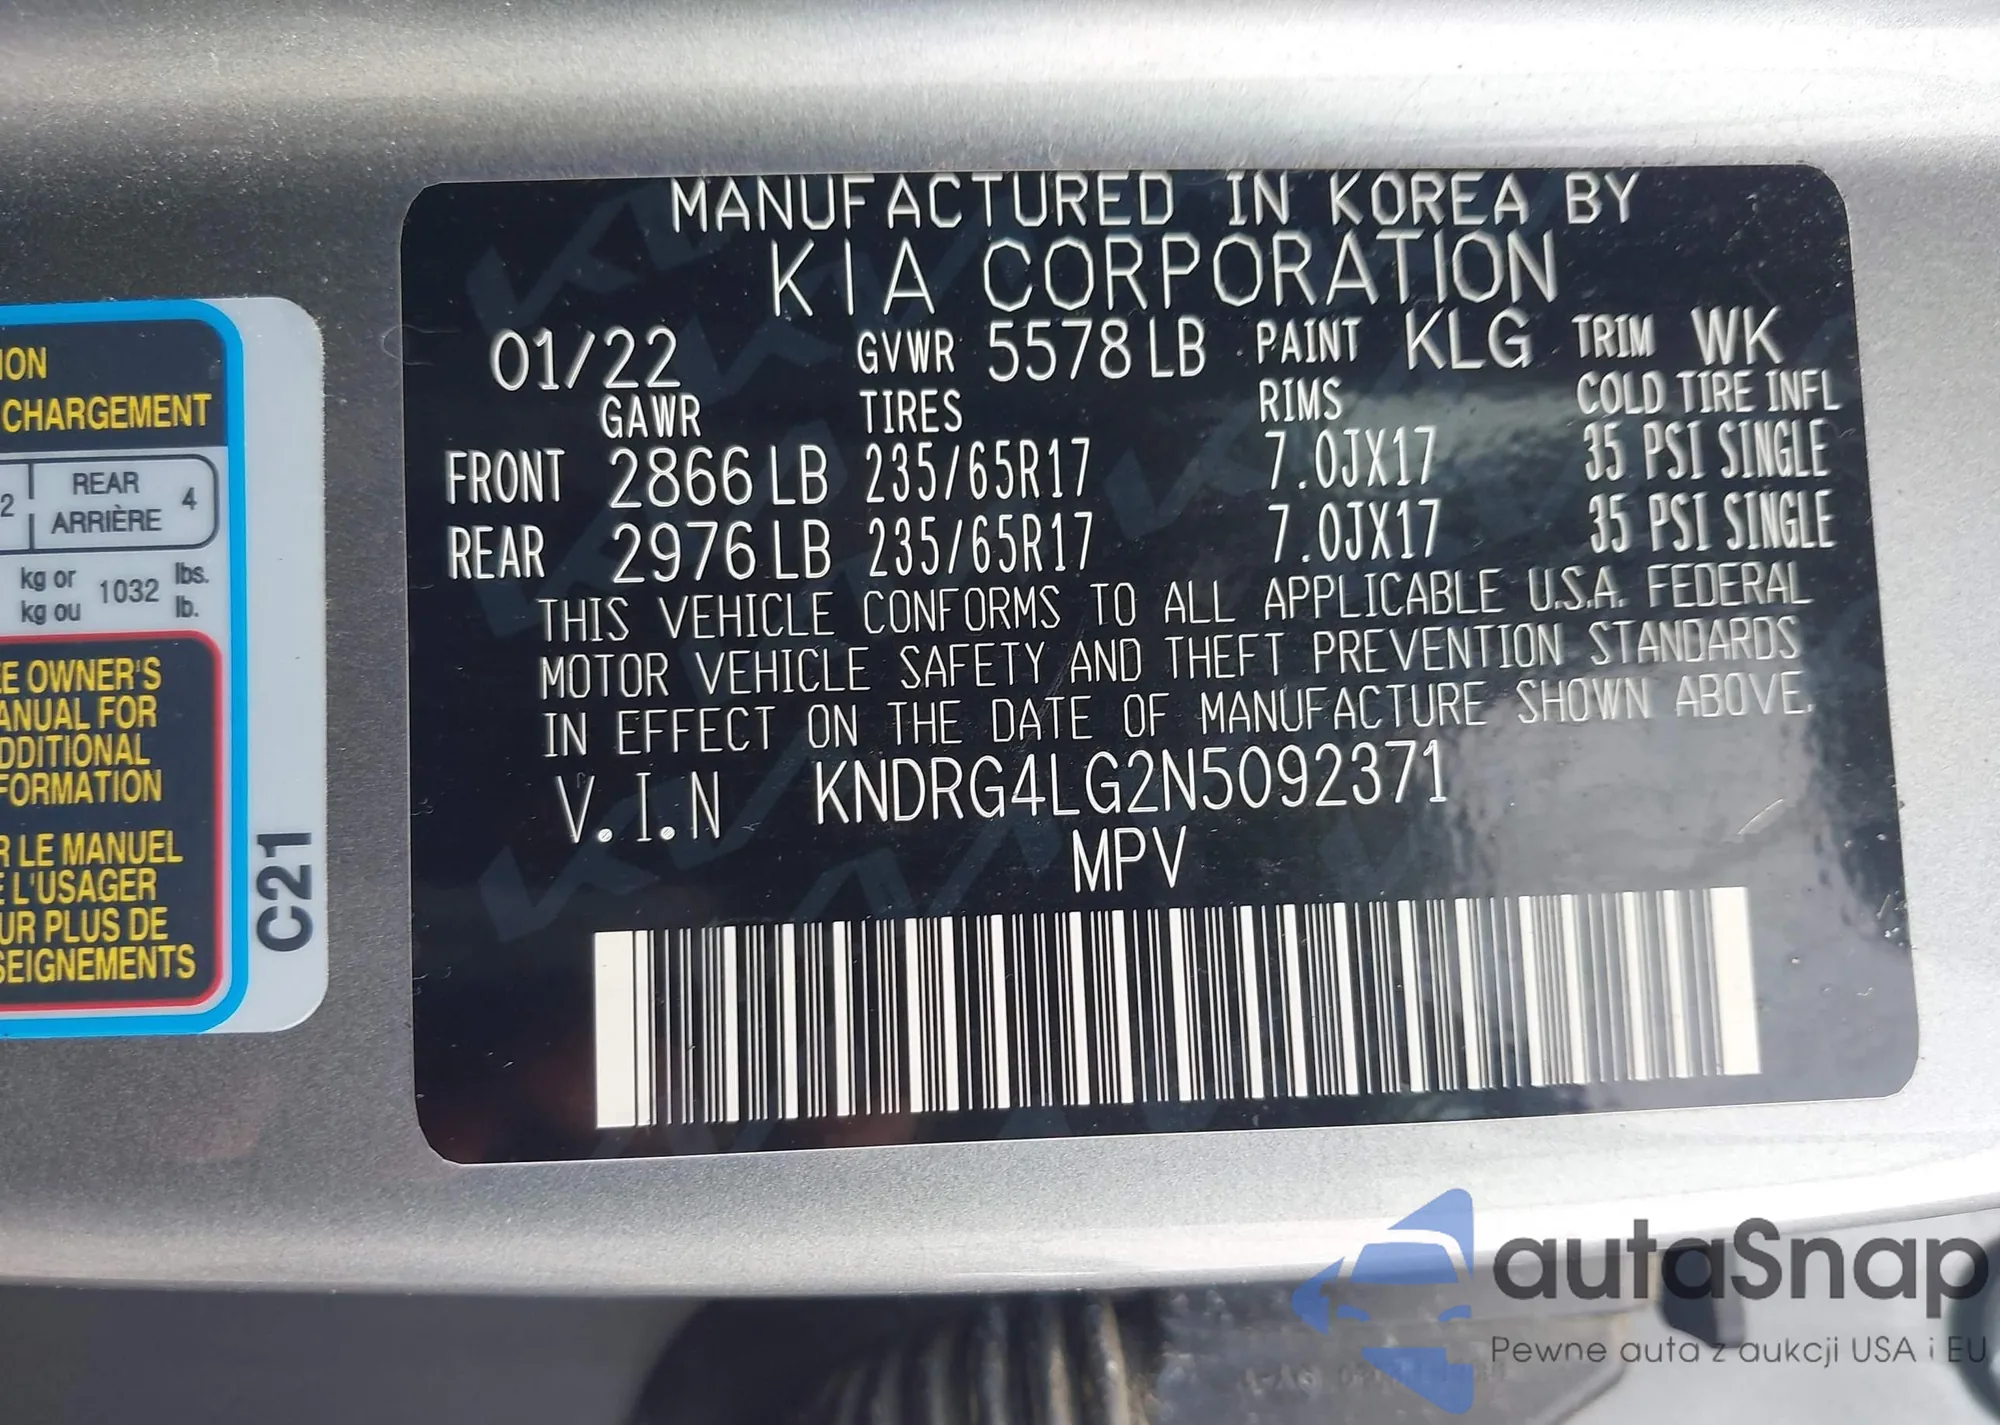 MANUFACTURED IN KOREA BY
KIA CORPORATION
01/22 GVWR 5578 LB PAINT KLG TRIM WK
GAWR TIRES RIMS COLD TIRE INFL
FRONT 2866 LB 235/65R17 7.0JX17 35 PSI SINGLE
REAR 2976 LB 235/65R17 7.0JX17 35 PSI SINGLE
THIS VEHICLE CONFORMS TO ALL APPLICABLE U.S.A. FEDERAL
MOTOR VEHICLE SAFETY AND THEFT PREVENTION STANDARDS
IN EFFECT ON THE DATE OF MANUFACTURE SHOWN ABOVE.
V.I.N KNDRG4LG2N5092371
MPV
ION
CHARGEMENT
2 REAR 4
ARRIÈRE
kg or 1032 lbs.
kg ou lb.
E OWNER'S
ANUAL FOR
DDITIONAL
FORMATION
R LE MANUEL
E L'USAGER
UR PLUS DE
SEIGNEMENTS
C21
autaSnap
Pewne auta z aukcji USA i EU